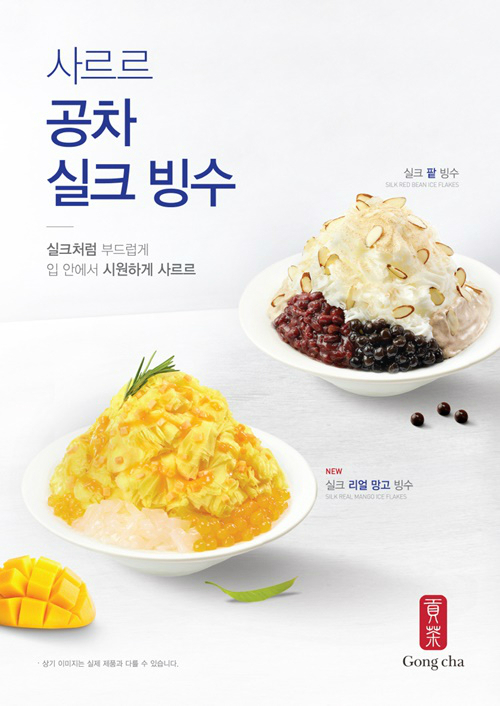 사르르
공차
실크 빙수
실크처럼 부드럽게
입 안에서 시원하게 사르르
실크 팥 빙수
SILK RED BEAN ICE FLAKES
NEW
실크 리얼 망고 빙수
SILK REAL MANGO ICE FLAKES
貢茶
Gong cha
· 상기 이미지는 실제 제품과 다를 수 있습니다.